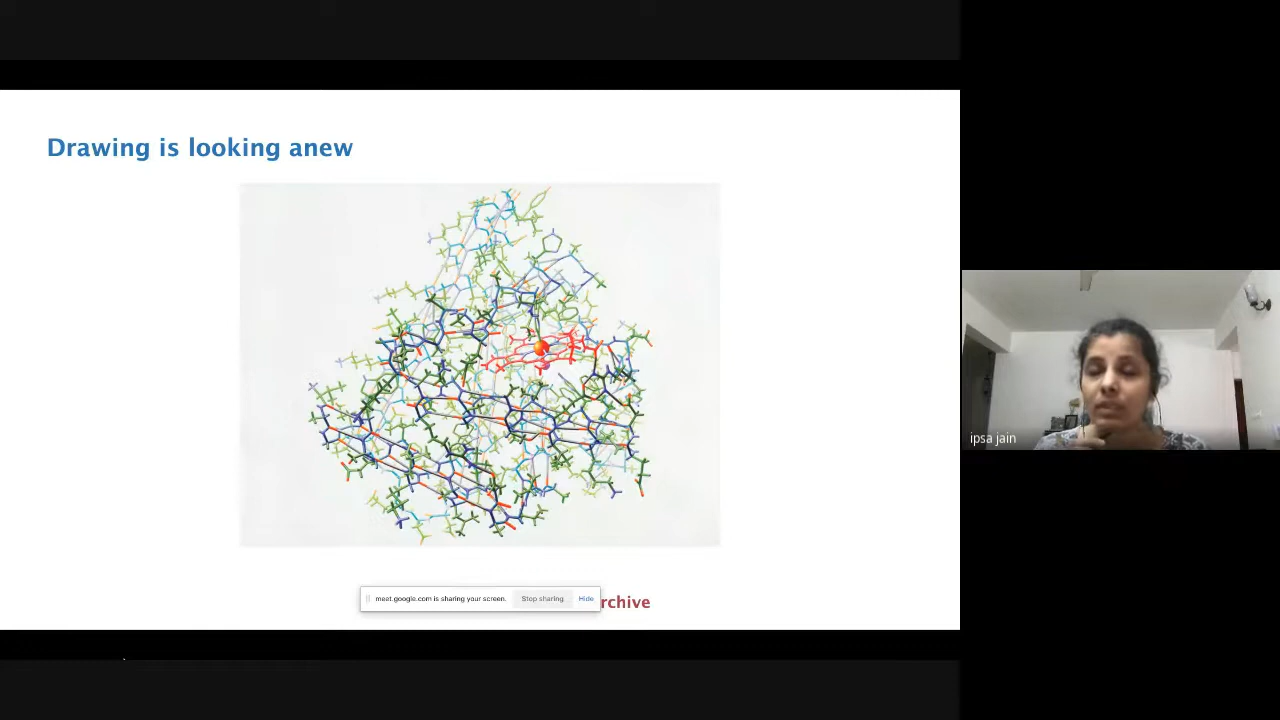 Drawing is looking anew
meet.google.com is sharing your screen.
Stop sharing
Hide
rchive
ipsa jain